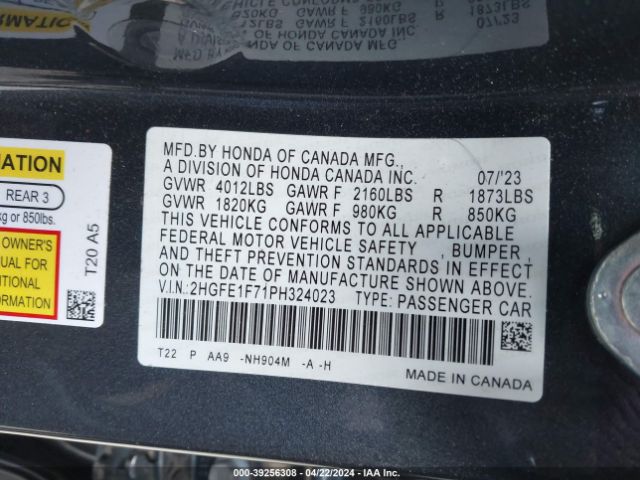 MFD.BY HONDA OF CANADA MFG.,
A DIVISION OF HONDA CANADA INC. 07/'23
GVWR 4012LBS GAWR F 2160LBS R 1873LBS
GVWR 1820KG GAWR F 980KG R 850KG
THIS VEHICLE CONFORMS TO ALL APPLICABLE
FEDERAL MOTOR VEHICLE SAFETY , BUMPER ,
AND THEFT PREVENTION STANDARDS IN EFFECT
ON THE DATE OF MANUFACTURE SHOWN ABOVE.
V.I.N.:2HGFE1F71PH324023 TYPE: PASSENGER CAR
T22 P AA9 -NH904M -A -H
MADE IN CANADA
MATION
REAR 3
kg or 850lbs.
OWNER'S
UAL FOR
ITIONAL
ORMATION
T20 A5
000-39256308 - 04/22/2024 - IAA Inc.